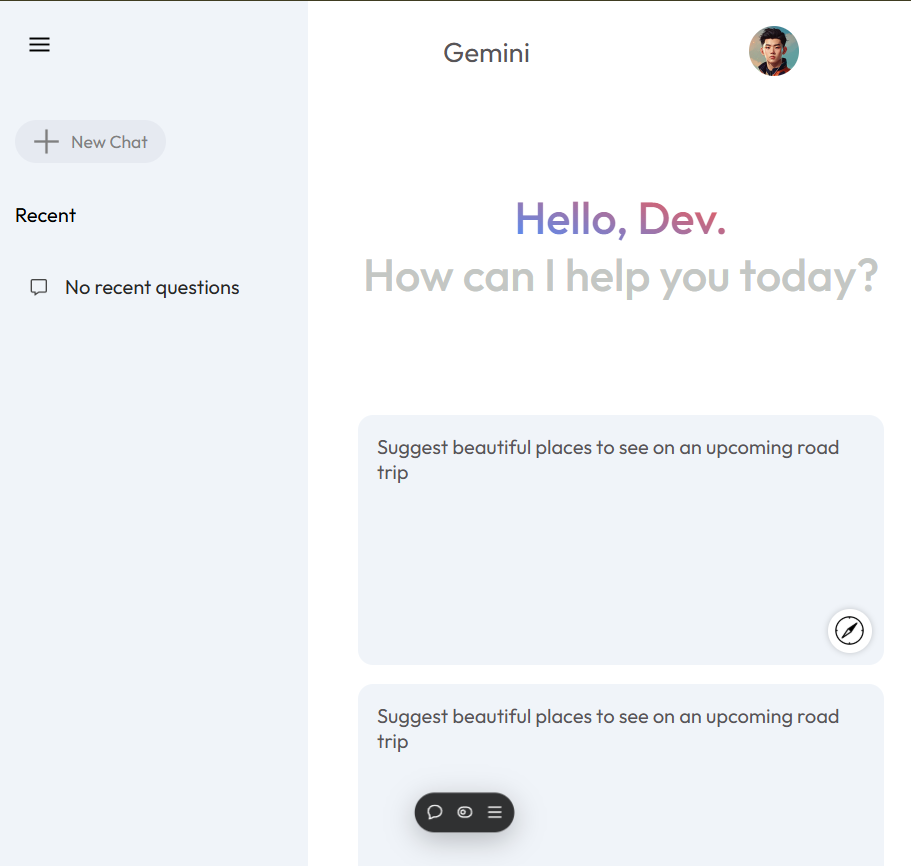 Gemini
New Chat
Recent
No recent questions
Hello, Dev.
How can I help you today?
Suggest beautiful places to see on an upcoming road
trip
Suggest beautiful places to see on an upcoming road
trip